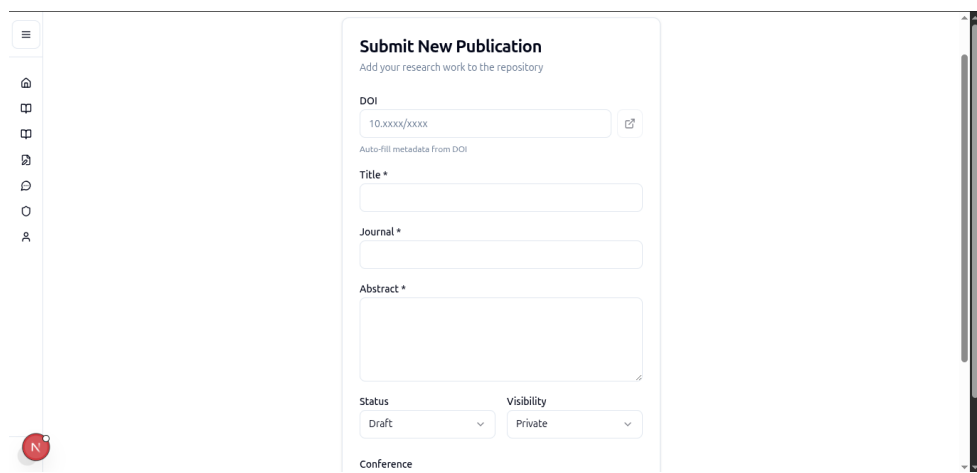 Submit New Publication
Add your research work to the repository
DOI
10.xxxx/xxxx
Auto-fill metadata from DOI
Title *
Journal *
Abstract *
Status Visibility
Draft Private
Conference
N